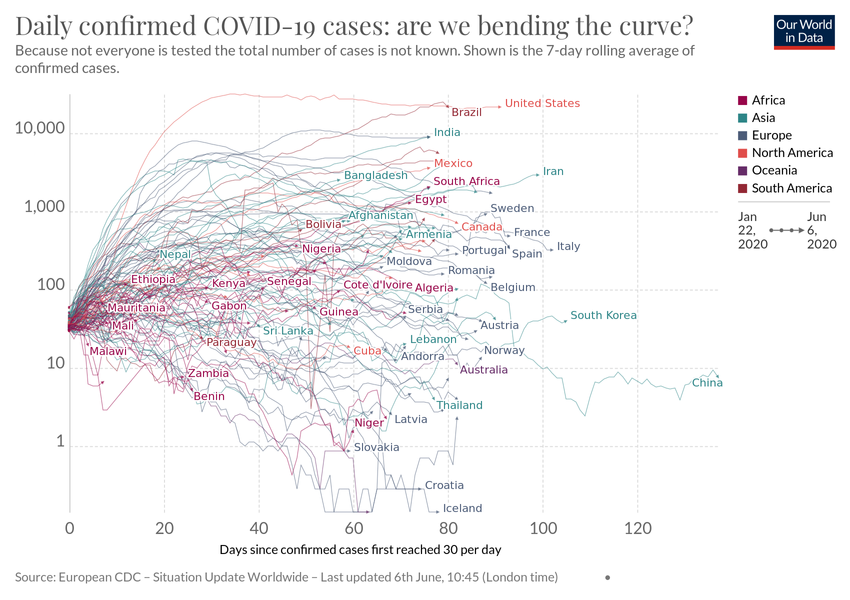 Daily confirmed COVID-19 cases: are we bending the curve?
Because not everyone is tested the total number of cases is not known. Shown is the 7-day rolling average of
confirmed cases.
Our World
in Data
10,000
1,000
100
10
1
0
20
40
60
80
100
120
Days since confirmed cases first reached 30 per day
United States
Brazil
India
Mexico
Iran
Bangladesh
South Africa
Egypt
Sweden
Afghanistan
Bolivia
Canada
Armenia
France
Nigeria
Portugal
Spain
Italy
Nepal
Moldova
Romania
Ethiopia
Kenya
Senegal
Cote d'Ivoire
Algeria
Belgium
Mauritania
Gabon
Guinea
Serbia
South Korea
Mali
Sri Lanka
Austria
Paraguay
Lebanon
Malawi
Cuba
Andorra
Norway
Zambia
Australia
China
Benin
Thailand
Niger
Latvia
Slovakia
Croatia
Iceland
Africa
Asia
Europe
North America
Oceania
South America
Jan
22,
2020
Jun
6,
2020
Source: European CDC – Situation Update Worldwide – Last updated 6th June, 10:45 (London time)